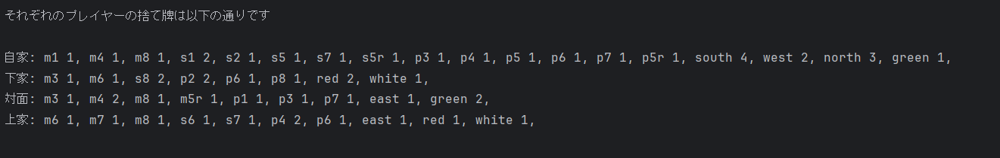 それぞれのプレイヤーの捨て牌は以下の通りです
自家: m1 1, m4 1, m8 1, s1 2, s2 1, s5 1, s7 1, s5r 1, p3 1, p4 1, p5 1, p6 1, p7 1, p5r 1, south 4, west 2, north 3, green 1,
下家: m3 1, m6 1, s8 2, p2 2, p6 1, p8 1, red 2, white 1,
対面: m3 1, m4 2, m8 1, m5r 1, p1 1, p3 1, p7 1, east 1, green 2,
上家: m6 1, m7 1, m8 1, s6 1, s7 1, p4 2, p6 1, east 1, red 1, white 1,